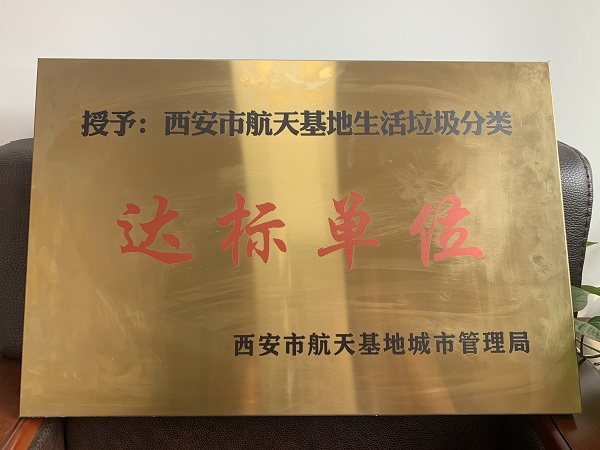 授予：西安市航天基地生活垃圾分类
达标单位
西安市航天基地城市管理局